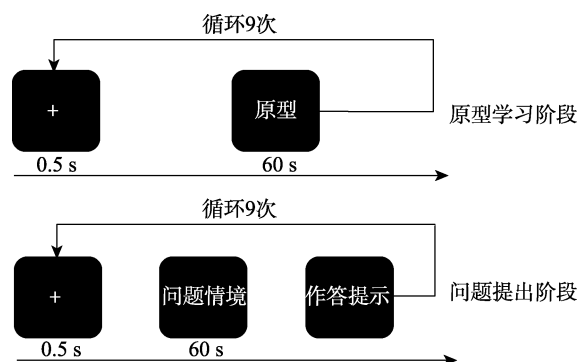 循环9次
+
原型
原型学习阶段
0.5 s
60 s
循环9次
+
问题情境
作答提示
问题提出阶段
0.5 s
60 s